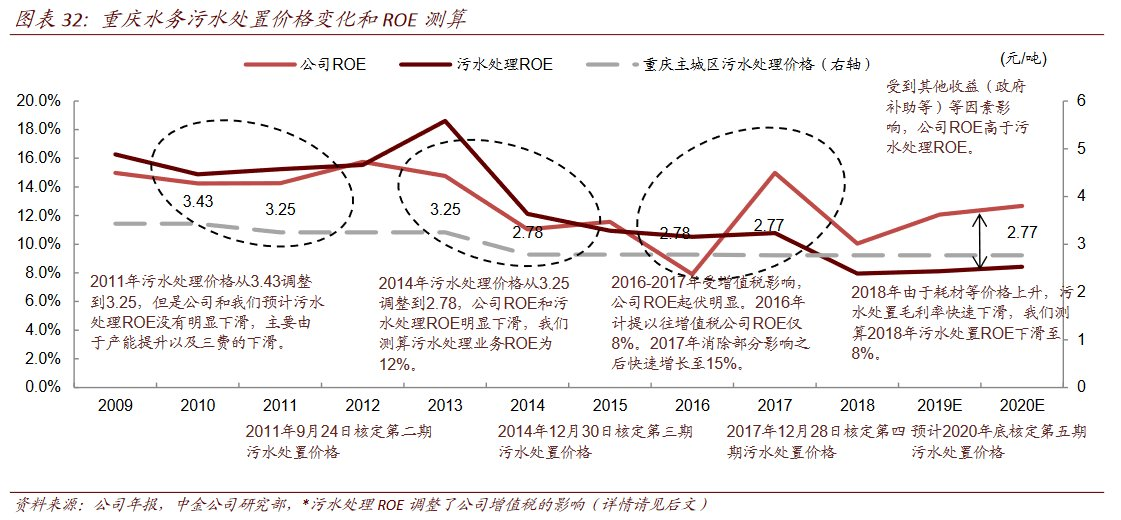 图表 32：重庆水务污水处置价格变化和 ROE 测算
公司ROE
污水处理ROE
重庆主城区污水处理价格（右轴）
(元/吨)
受到其他收益（政府
补助等）等因素影
响，公司ROE高于污
水处理ROE。
20.0%
18.0%
16.0%
14.0%
12.0%
10.0%
8.0%
6.0%
4.0%
2.0%
0.0%
6
5
4
3
2
1
0
3.43
3.25
3.25
2.78
2.78
2.77
2.77
2011年污水处理价格从3.43调整
到3.25，但是公司和我们预计污水
处理ROE没有明显下滑，主要由
于产能提升以及三费的下滑。
2014年污水处理价格从3.25
调整到2.78，公司ROE和污
水处理ROE明显下滑，我们
测算污水处理业务ROE为
12%。
2016-2017年受增值税影响，
公司ROE起伏明显。2016年
计提以往增值税公司ROE仅
8%。2017年消除部分影响之
后快速增长至15%。
2018年由于耗材等价格上升，污
水处置毛利率快速下滑，我们测
算2018年污水处置ROE下滑至
8%。
2009 2010 2011 2012 2013 2014 2015 2016 2017 2018 2019E 2020E
2011年9月24日核定第二期
污水处置价格
2014年12月30日核定第三期
污水处置价格
2017年12月28日核定第四
期污水处置价格
预计2020年底核定第五期
污水处置价格
资料来源：公司年报，中金公司研究部，*污水处理 ROE 调整了公司增值税的影响（详情请见后文）